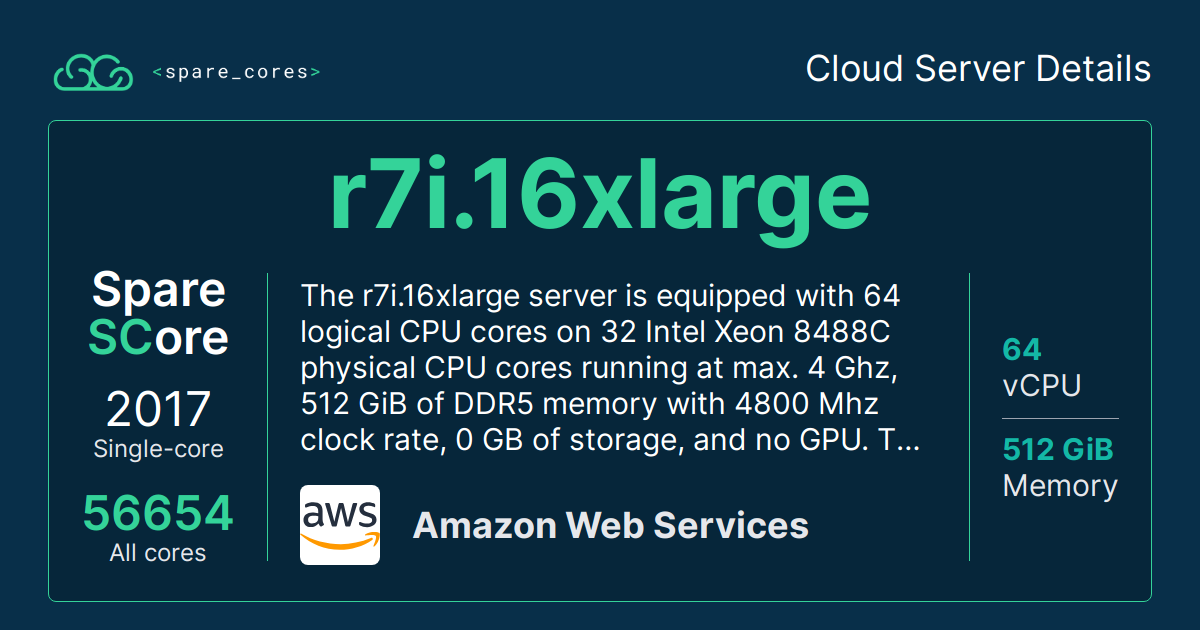 <spare_cores>
Cloud Server Details
r7i.16xlarge
Spare
SCore
2017
Single-core
56654
All cores
The r7i.16xlarge server is equipped with 64
logical CPU cores on 32 Intel Xeon 8488C
physical CPU cores running at max. 4 Ghz,
512 GiB of DDR5 memory with 4800 Mhz
clock rate, 0 GB of storage, and no GPU. T...
aws
Amazon Web Services
64
vCPU
512 GiB
Memory